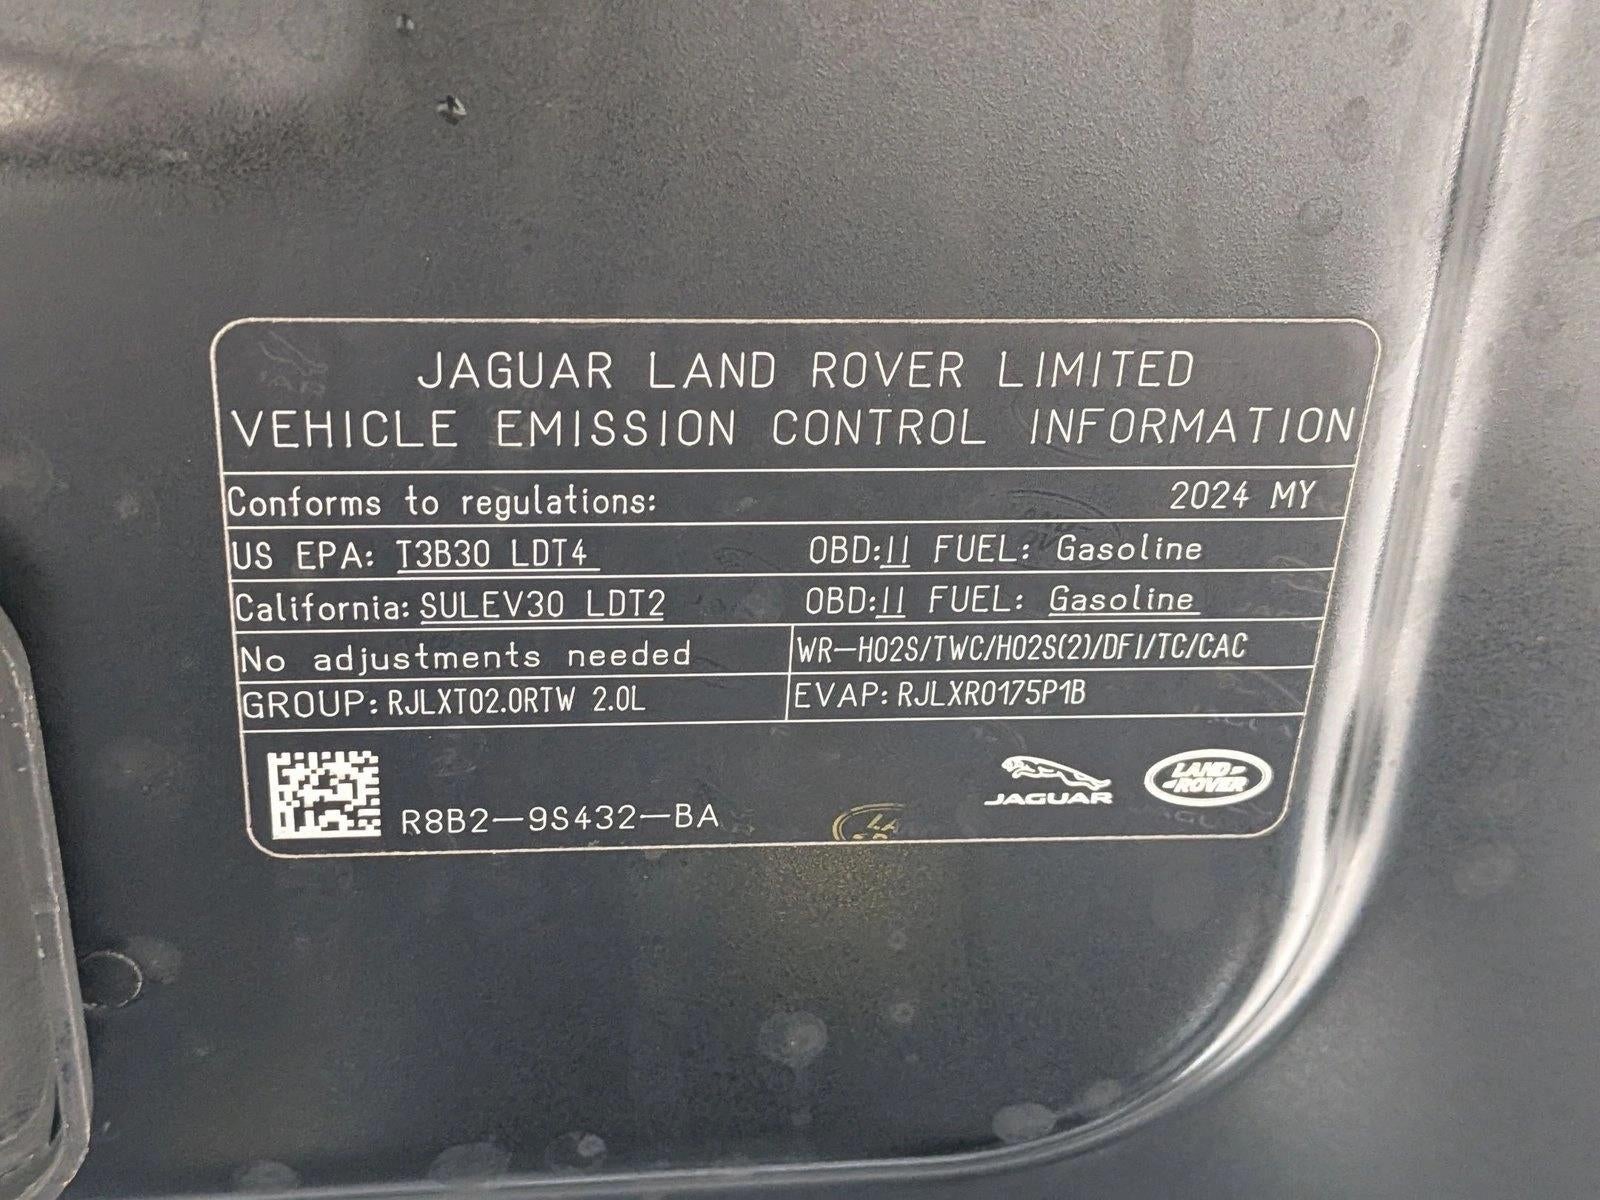 JAGUAR LAND ROVER LIMITED
VEHICLE EMISSION CONTROL INFORMATION
Conforms to regulations: 2024 MY
US EPA: T3B30 LDT4 OBD:II FUEL: Gasoline
California: SULEV30 LDT2 OBD:II FUEL: Gasoline
No adjustments needed WR-HO2S/TWC/HO2S(2)/DFI/TC/CAC
GROUP: RJLXT02.0RTW 2.0L EVAP: RJLXR0175P1B
R8B2-9S432-BA
JAGUAR
LAND-
-ROVER